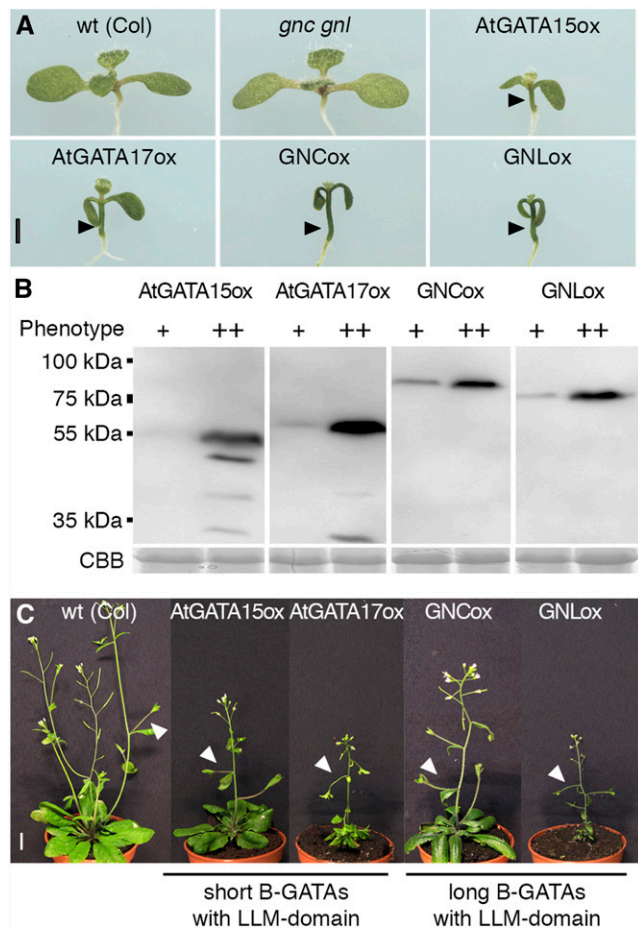 A
wt (Col) gnc gnl AtGATA15ox
AtGATA17ox GNCox GNLox
B
AtGATA15ox AtGATA17ox GNCox GNLox
Phenotype + ++ + ++ + ++ + ++
100 kDa
75 kDa
55 kDa
35 kDa
CBB
C
wt (Col) AtGATA15ox AtGATA17ox GNCox GNLox
short B-GATAs long B-GATAs
with LLM-domain with LLM-domain